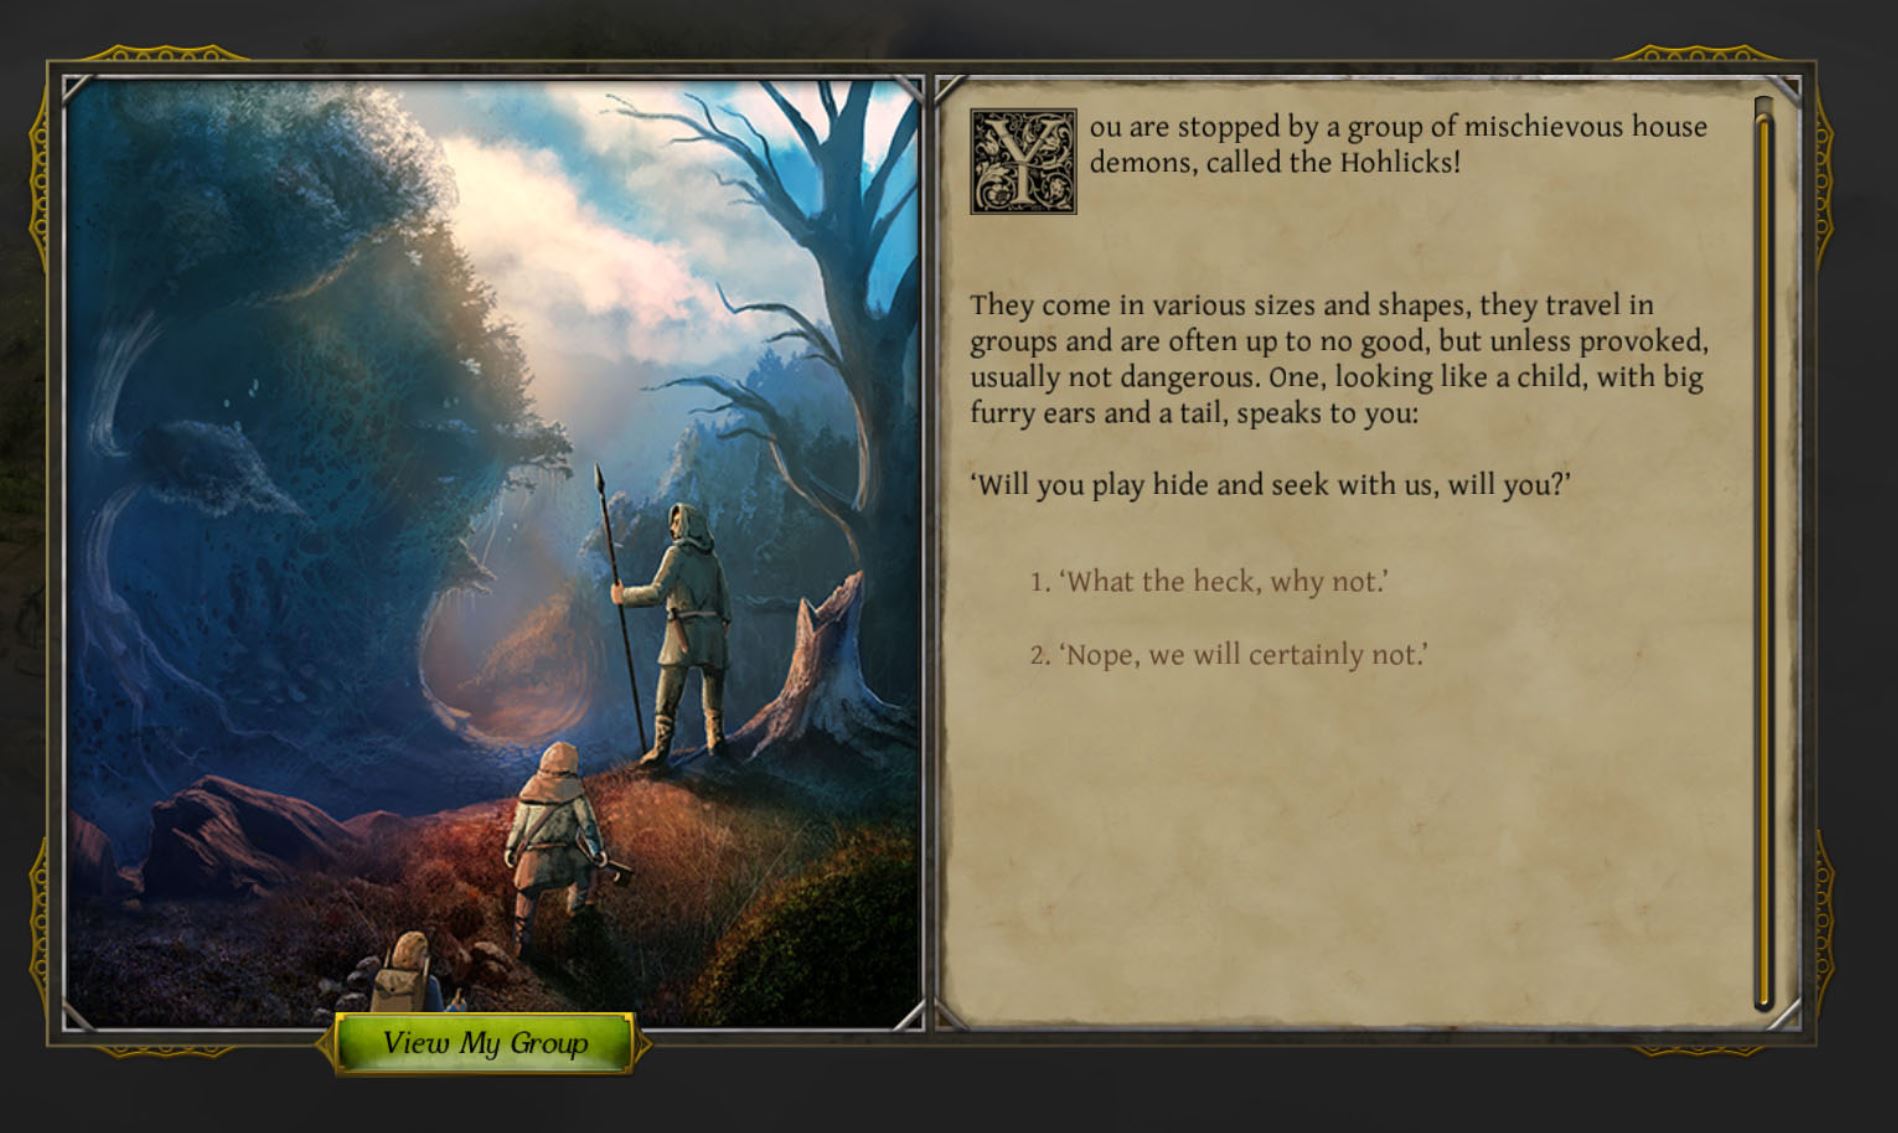 You are stopped by a group of mischievous house
demons, called the Hohlicks!
They come in various sizes and shapes, they travel in
groups and are often up to no good, but unless provoked,
usually not dangerous. One, looking like a child, with big
furry ears and a tail, speaks to you:
‘Will you play hide and seek with us, will you?’
1. ‘What the heck, why not.’
2. ‘Nope, we will certainly not.’
View My Group